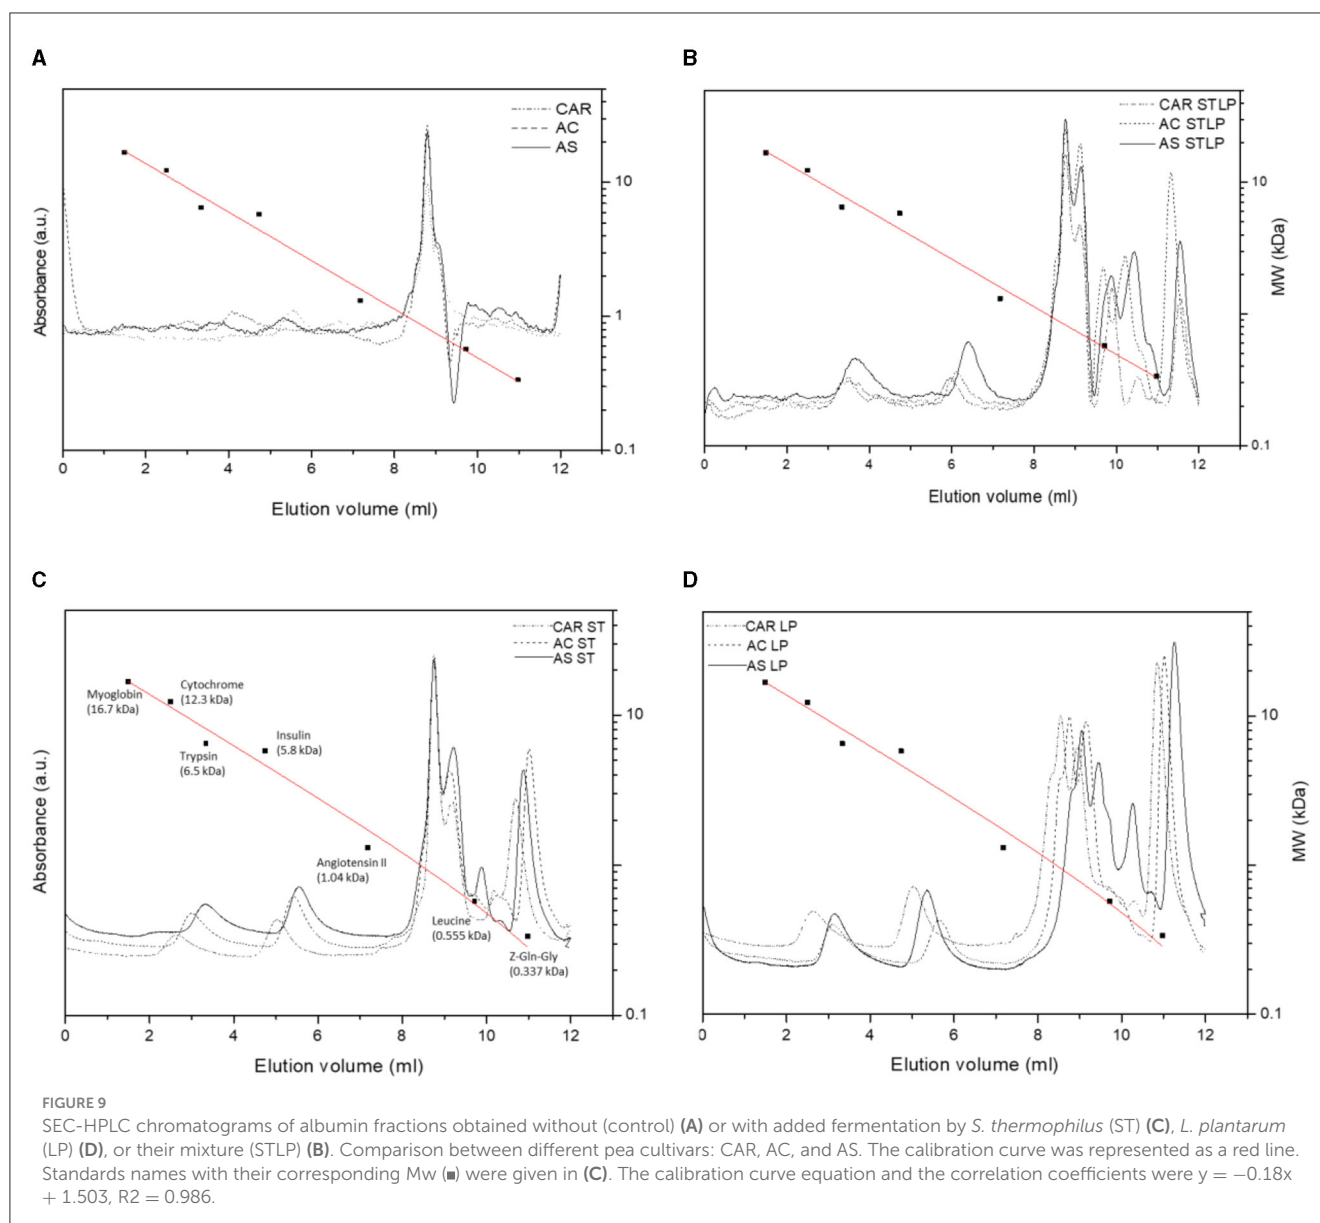 A
CAR
AC
AS
10
1
0.1
Absorbance (a.u.)
0 2 4 6 8 10 12
Elution volume (ml)
B
CAR STLP
AC STLP
AS STLP
10
1
0.1
MW (kDa)
0 2 4 6 8 10 12
Elution volume (ml)
C
CAR ST
AC ST
AS ST
Myoglobin
(16.7 kDa)
Cytochrome
(12.3 kDa)
Trypsin
(6.5 kDa)
Insulin
(5.8 kDa)
Angiotensin II
(1.04 kDa)
Leucine
(0.555 kDa)
Z-Gln-Gly
(0.337 kDa)
10
1
0.1
Absorbance (a.u.)
0 2 4 6 8 10 12
Elution volume (ml)
D
CAR LP
AC LP
AS LP
10
1
0.1
MW (kDa)
0 2 4 6 8 10 12
Elution volume (ml)
FIGURE 9
SEC-HPLC chromatograms of albumin fractions obtained without (control) (A) or with added fermentation by S. thermophilus (ST) (C), L. plantarum
(LP) (D), or their mixture (STLP) (B). Comparison between different pea cultivars: CAR, AC, and AS. The calibration curve was represented as a red line.
Standards names with their corresponding Mw (■) were given in (C). The calibration curve equation and the correlation coefficients were y = −0.18x
+ 1.503, R2 = 0.986.